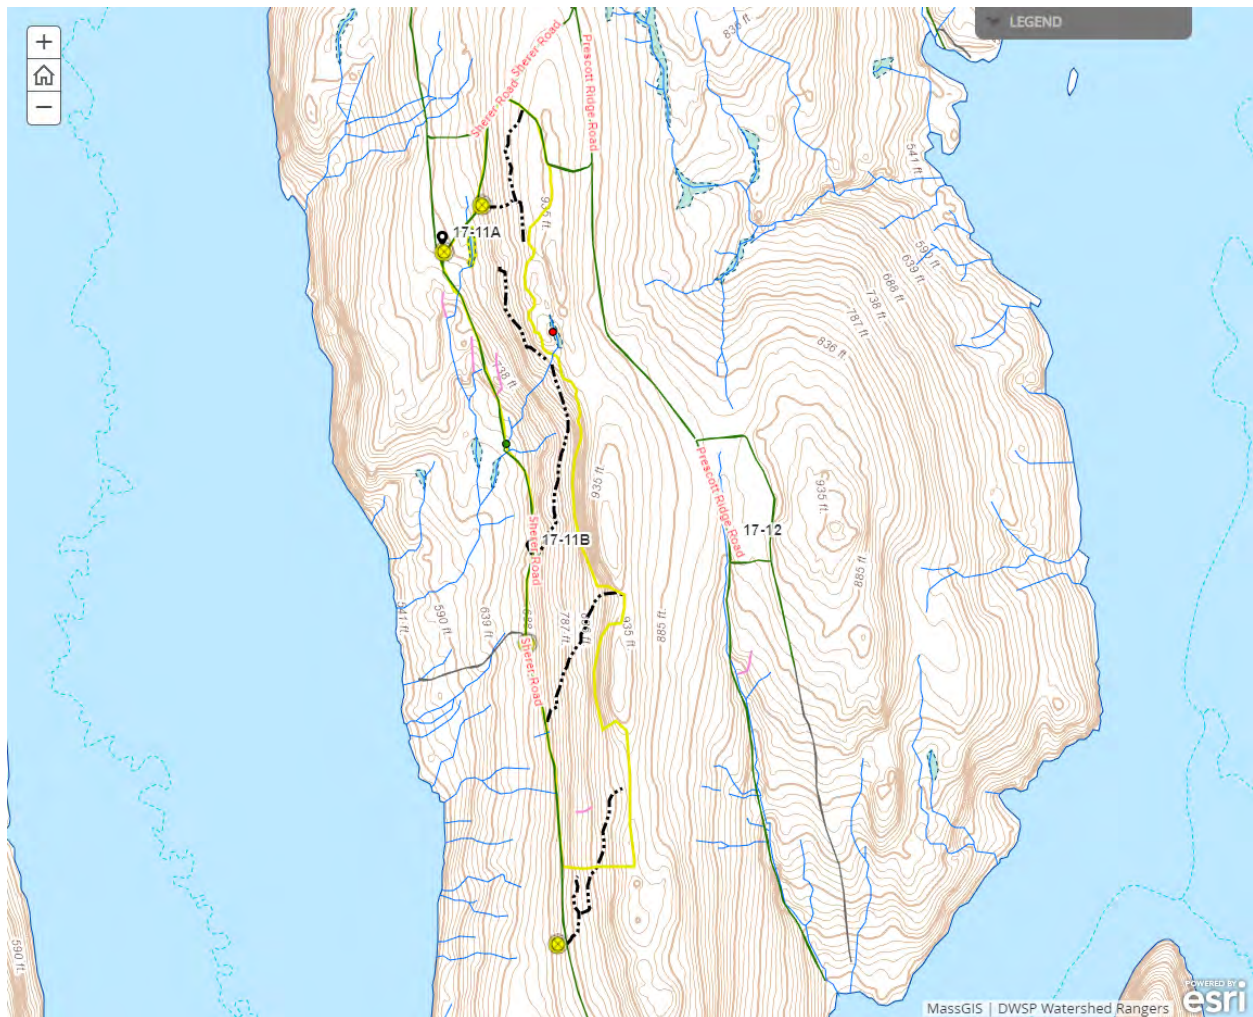 +
−
LEGEND
836 ft
Sherer Road
Sherer Road
Prescott Ridge Road
541 ft
935 ft
17-11A
590 ft
639 ft
688 ft
738 ft
787 ft
836 ft
738 ft
935 ft
935 ft.
Prescott Ridge Road
17-12
Sherer Road
17-11B
885 ft
541 ft
590 ft
639 ft
688
787 ft
935 ft
885 ft.
Sherer Road
590 ft.
MassGIS | DWSP Watershed Rangers
POWERED BY
esri